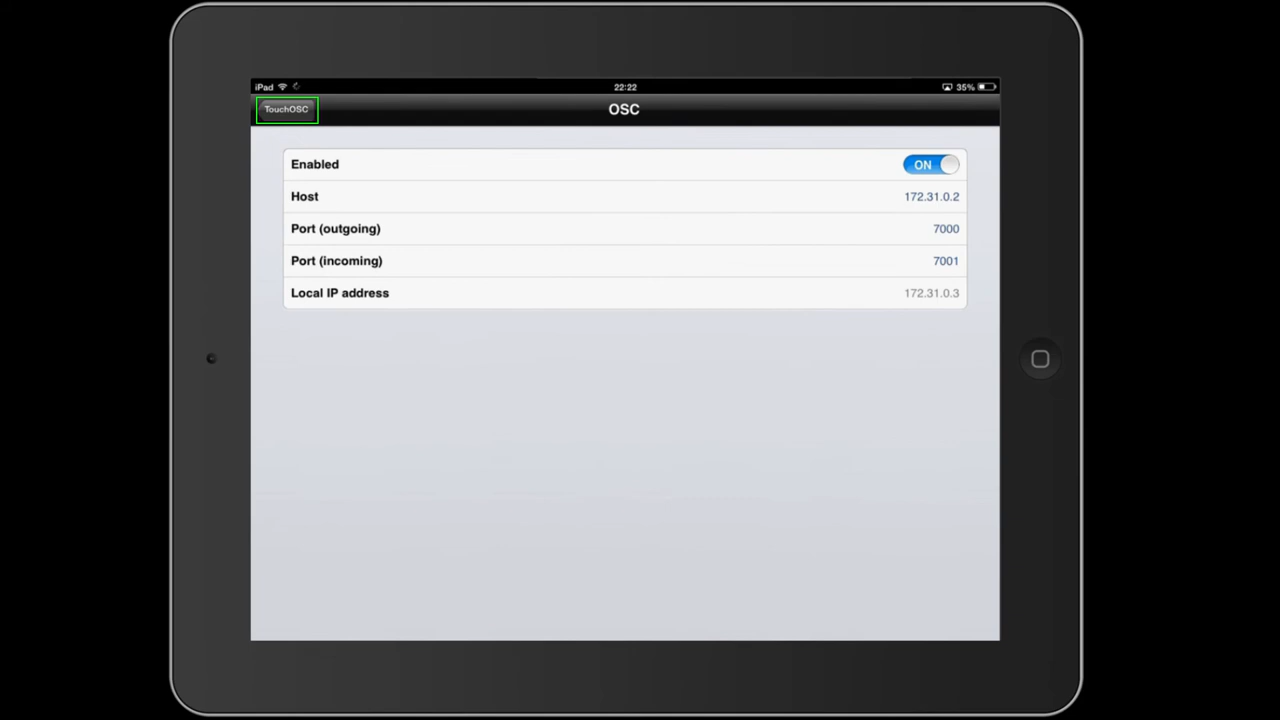 iPad 22:22 35%
TouchOSC OSC
Enabled ON
Host 172.31.0.2
Port (outgoing) 7000
Port (incoming) 7001
Local IP address 172.31.0.3